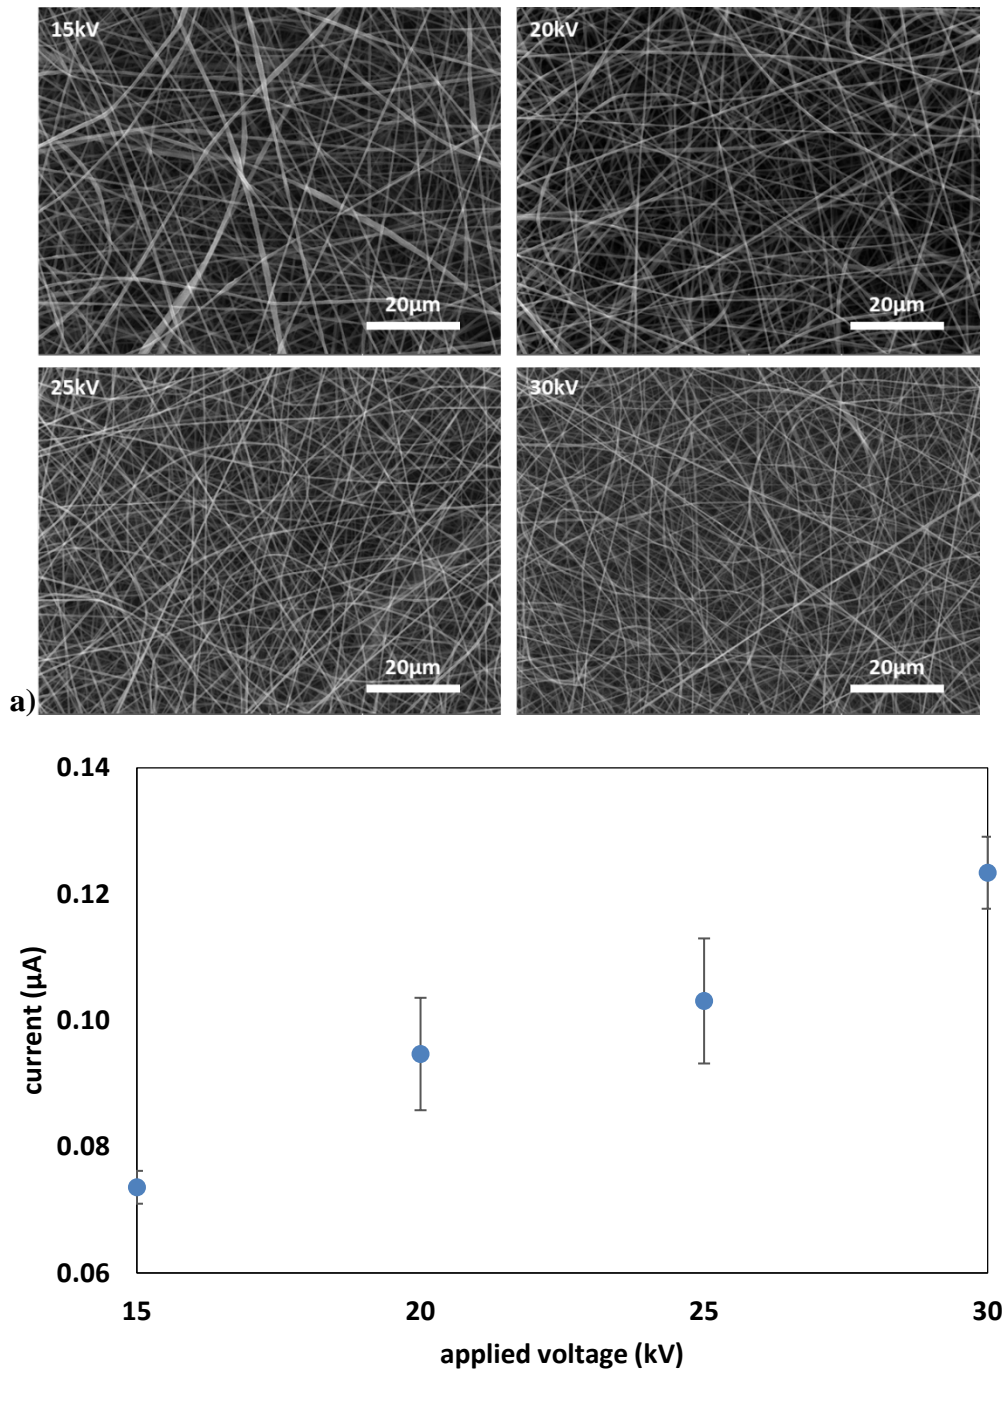 15kV
20kV
20µm
20µm
25kV
30kV
20µm
20µm
a)
0.14
0.12
0.10
0.08
0.06
current (µA)
15
20
25
30
applied voltage (kV)